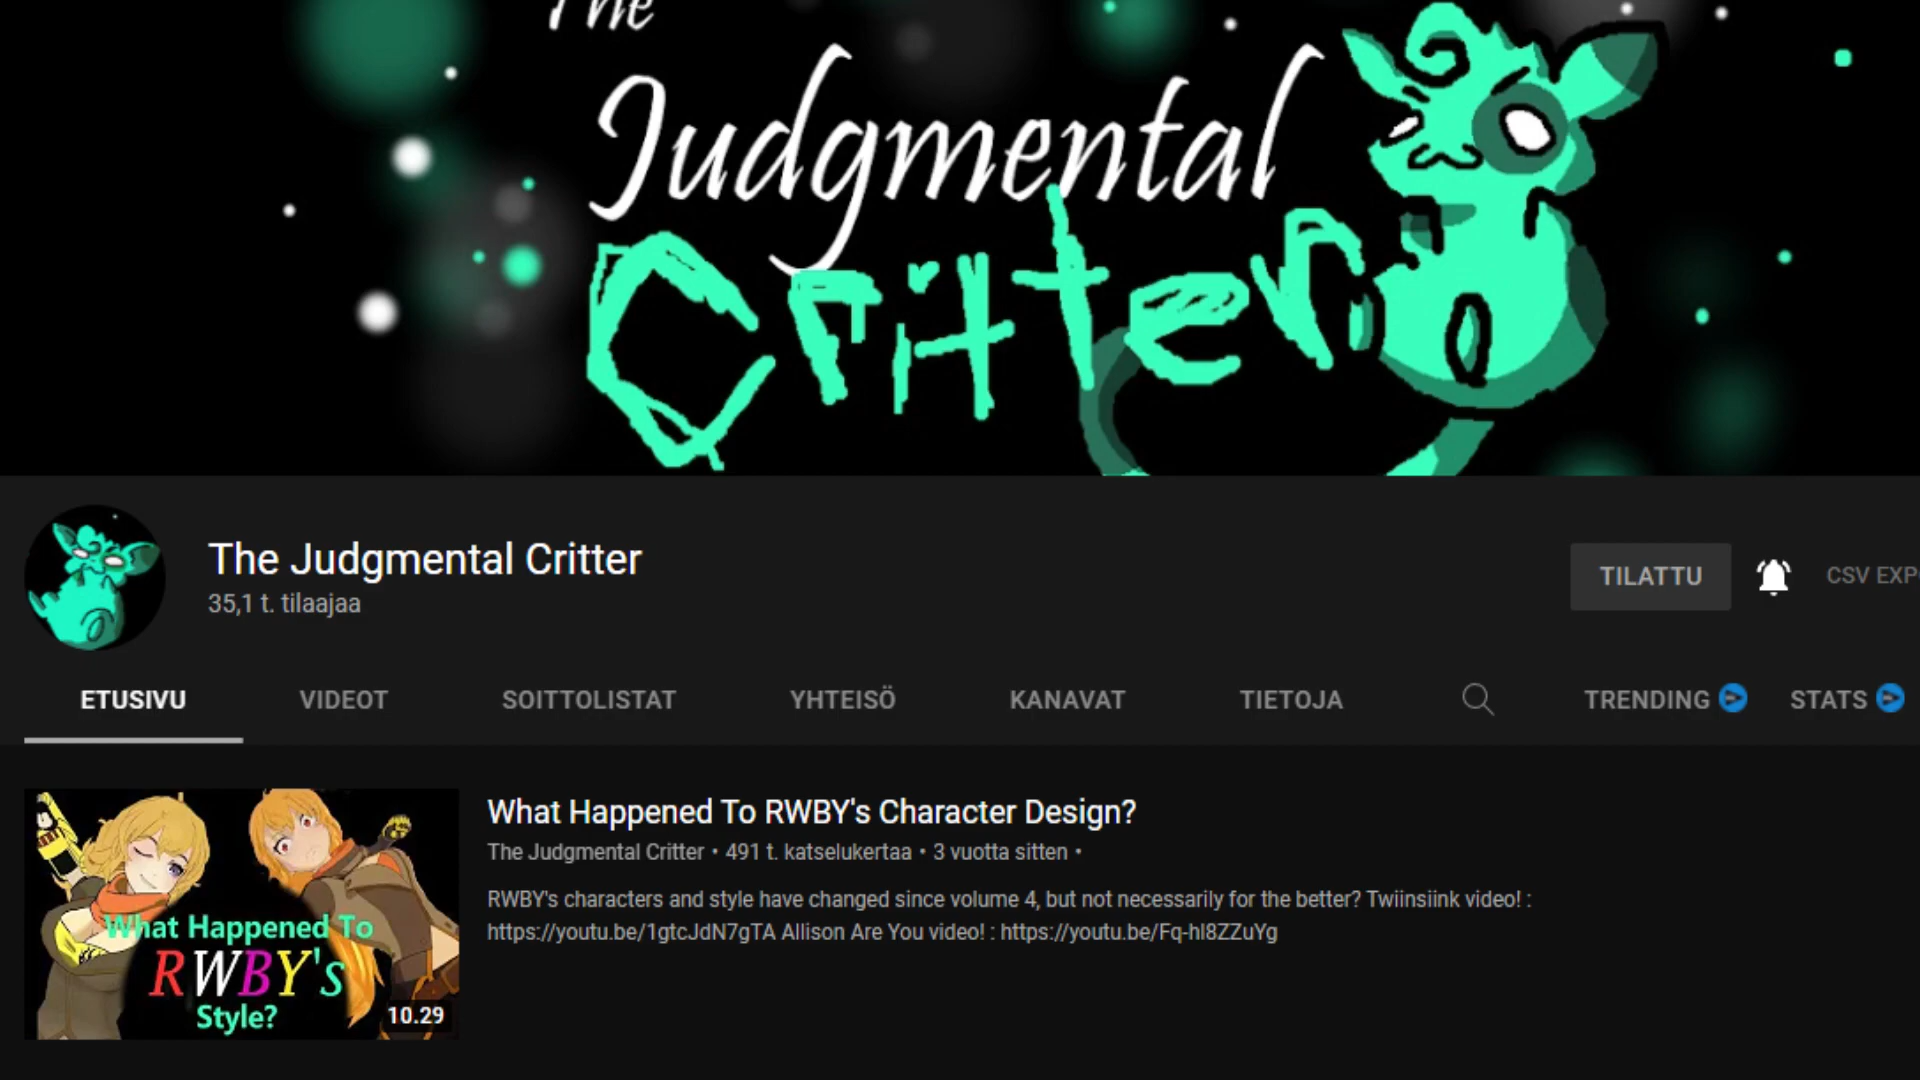 The
Judgmental
Critter
The Judgmental Critter
35,1 t. tilaajaa
TILATTU
CSV EXP
ETUSIVU VIDEOT SOITTOLISTAT YHTEISÖ KANAVAT TIETOJA TRENDING STATS
What Happened To
RWBY's
Style?
10.29
What Happened To RWBY's Character Design?
The Judgmental Critter • 491 t. katselukertaa • 3 vuotta sitten •
RWBY's characters and style have changed since volume 4, but not necessarily for the better? Twiinsiink video! :
https://youtu.be/1gtcJdN7gTA Allison Are You video! : https://youtu.be/Fq-hl8ZZuYg